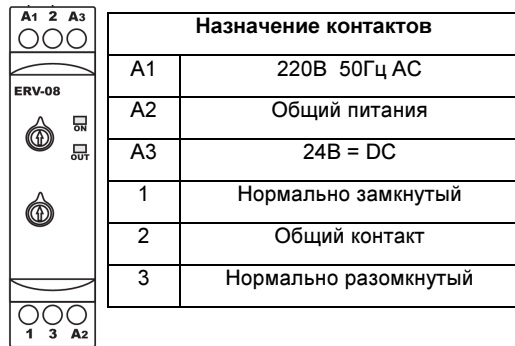 A1 2 A3
ERV-08
ON
OUT
1 3 A2
Назначение контактов
A1 220В 50Гц AC
A2 Общий питания
A3 24В = DC
1 Нормально замкнутый
2 Общий контакт
3 Нормально разомкнутый